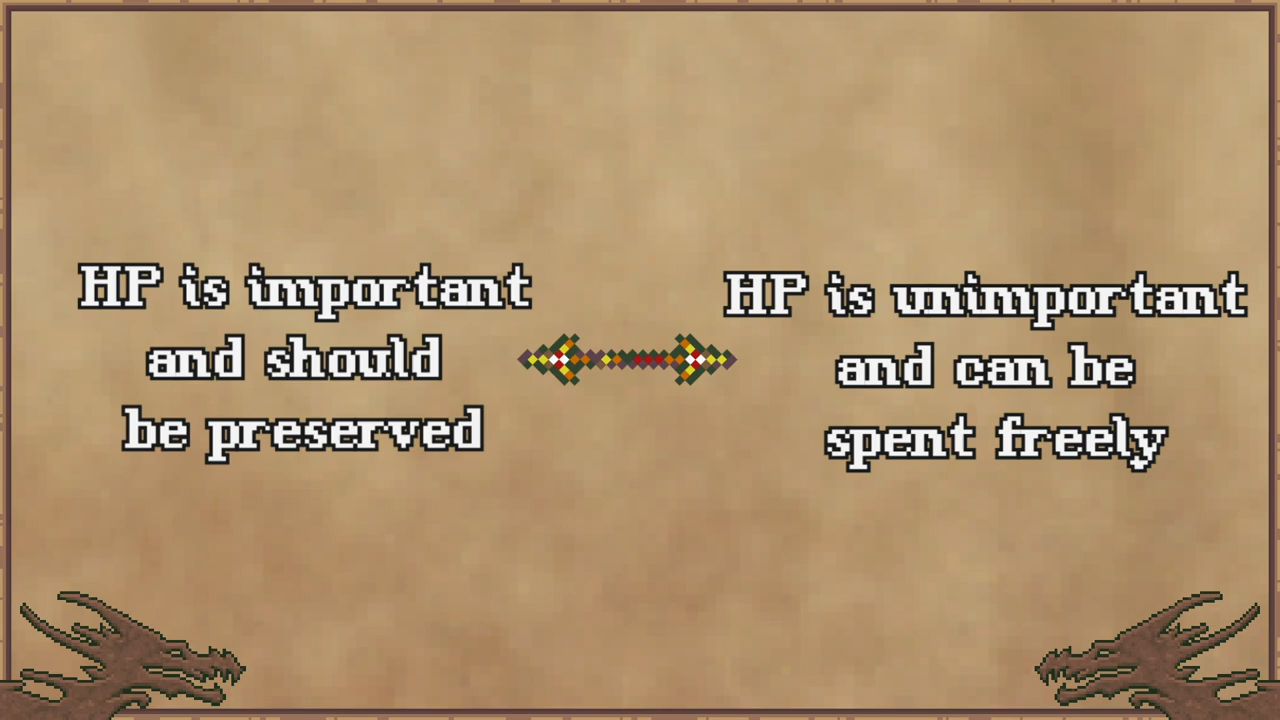 HP is important
and should
be preserved
HP is unimportant
and can be
spent freely